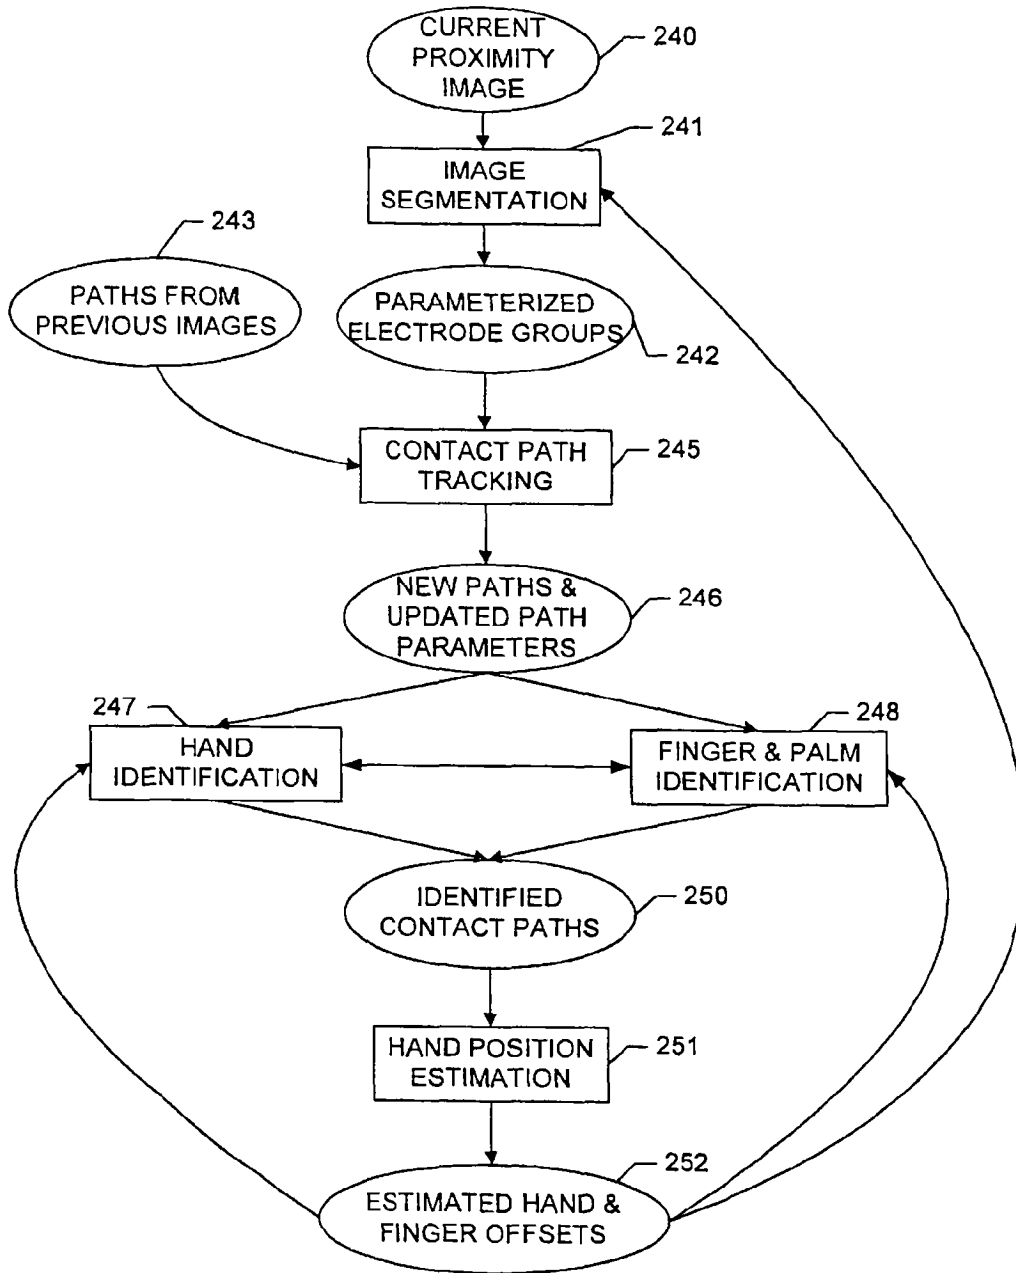 CURRENT
PROXIMITY
IMAGE
240
241
IMAGE
SEGMENTATION
243
PATHS FROM
PREVIOUS IMAGES
PARAMETERIZED
ELECTRODE GROUPS
242
CONTACT PATH
TRACKING
245
NEW PATHS &
UPDATED PATH
PARAMETERS
246
247
HAND
IDENTIFICATION
248
FINGER & PALM
IDENTIFICATION
IDENTIFIED
CONTACT PATHS
250
HAND POSITION
ESTIMATION
251
252
ESTIMATED HAND &
FINGER OFFSETS